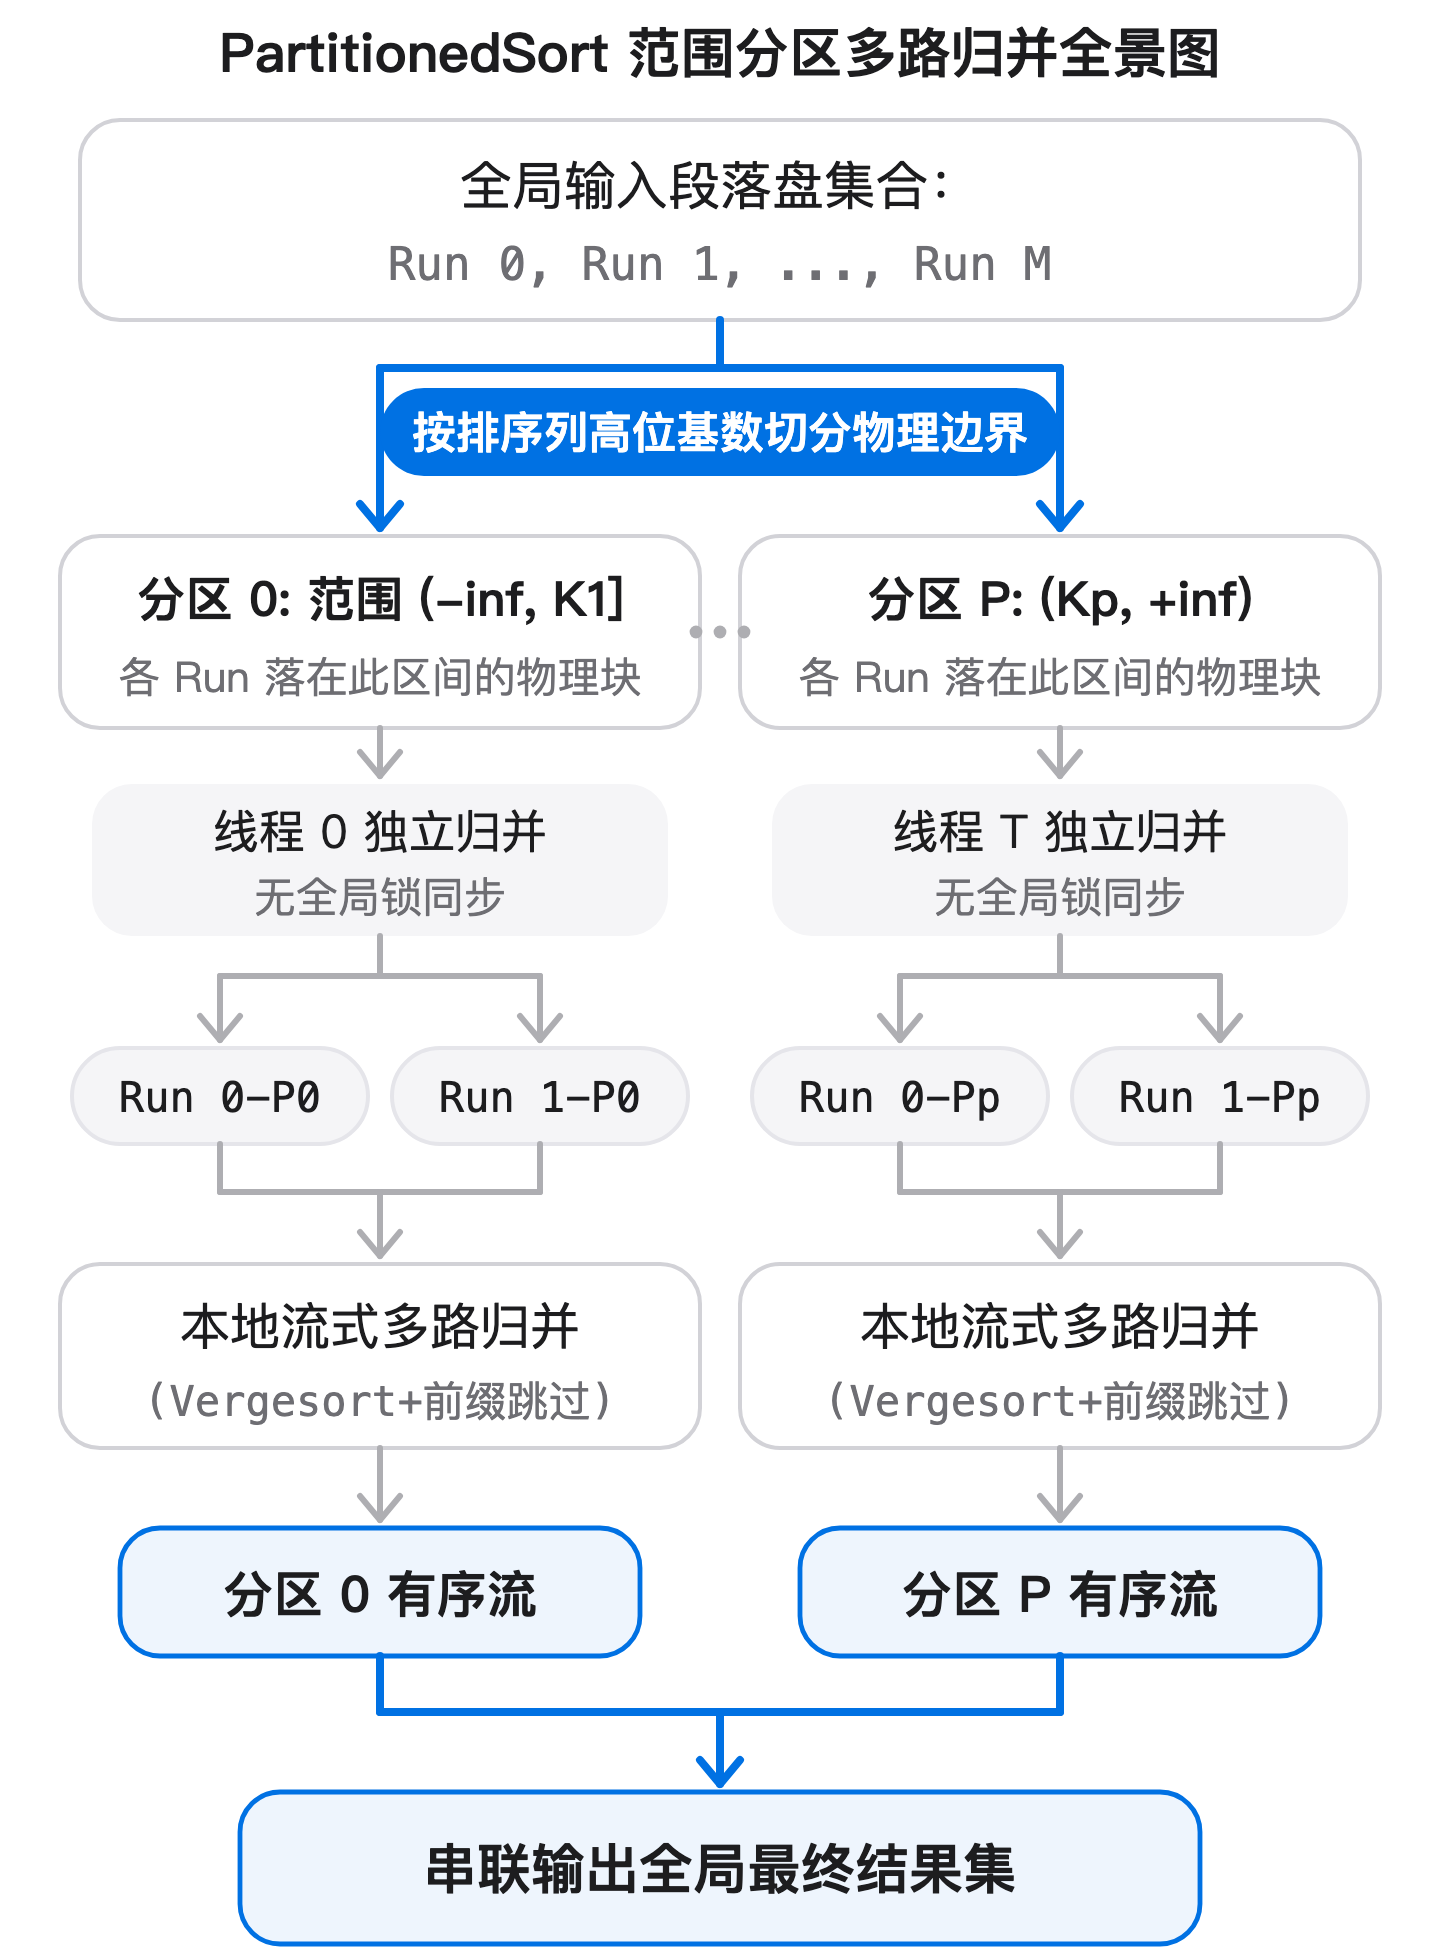 PartitionedSort 范围分区多路归并全景图
全局输入段落盘集合：
Run 0, Run 1, ..., Run M
按排序列高位基数切分物理边界
分区 0: 范围 (−inf, K1]
各 Run 落在此区间的物理块
分区 P: (Kp, +inf)
各 Run 落在此区间的物理块
线程 0 独立归并
无全局锁同步
线程 T 独立归并
无全局锁同步
Run 0−P0
Run 1−P0
Run 0−Pp
Run 1−Pp
本地流式多路归并
(Vergesort+前缀跳过)
本地流式多路归并
(Vergesort+前缀跳过)
分区 0 有序流
分区 P 有序流
串联输出全局最终结果集